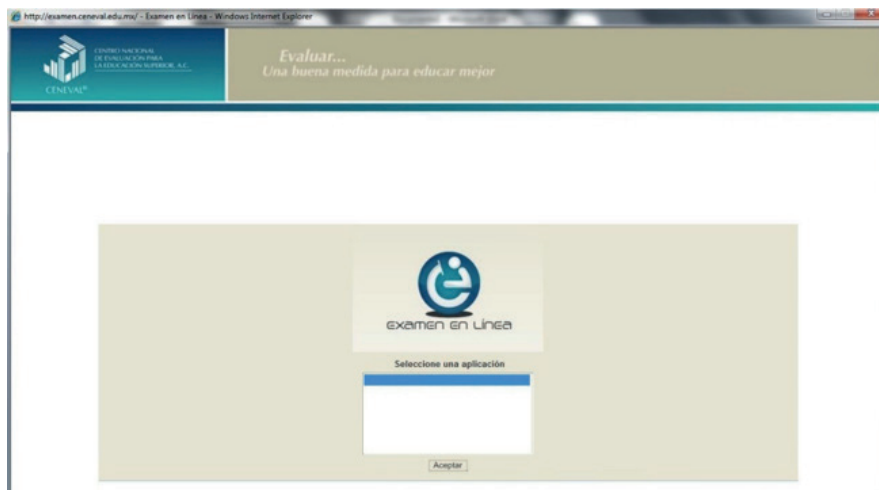 http://examen.ceneval.edu.mx/ - Examen en Línea - Windows Internet Explorer
CENTRO NACIONAL
DE EVALUACIÓN PARA
LA EDUCACIÓN SUPERIOR, A.C.
CENEVAL®
Evaluar...
Una buena medida para educar mejor
examen en Línea
Seleccione una aplicación
Aceptar